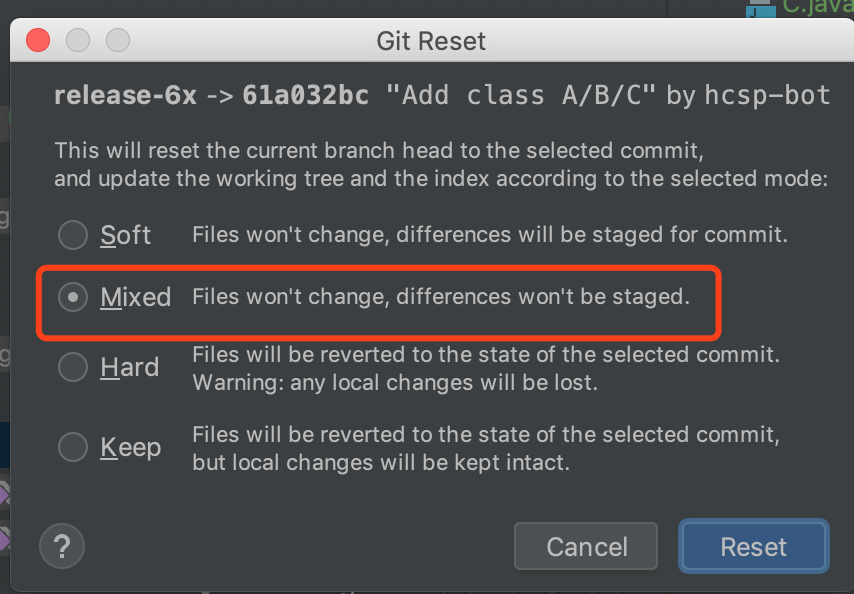 C.java
Git Reset
release-6x -> 61a032bc "Add class A/B/C" by hcsp-bot
This will reset the current branch head to the selected commit,
and update the working tree and the index according to the selected mode:
Soft Files won't change, differences will be staged for commit.
Mixed Files won't change, differences won't be staged.
Hard Files will be reverted to the state of the selected commit.
Warning: any local changes will be lost.
Keep Files will be reverted to the state of the selected commit,
but local changes will be kept intact.
? Cancel Reset